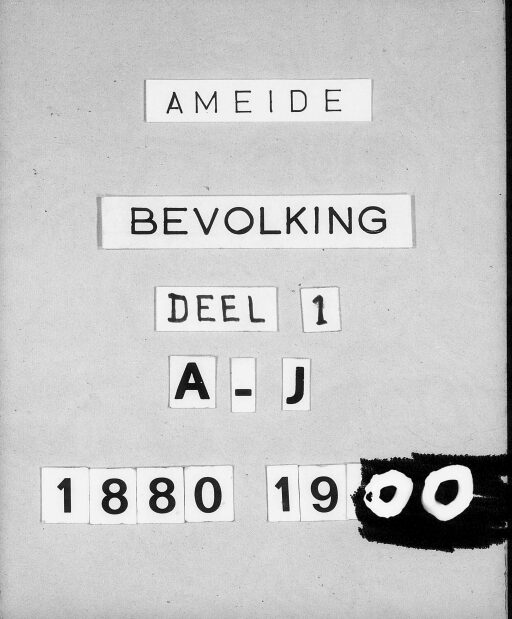 AMEIDE
BEVOLKING
DEEL 1
A - J
1880 1900